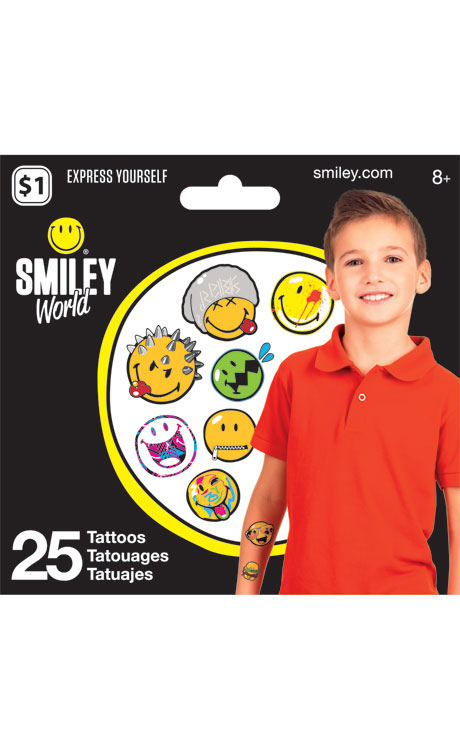 $1
EXPRESS YOURSELF
smiley.com
8+
®
SMILEY
World
25
Tattoos
Tatouages
Tatuajes